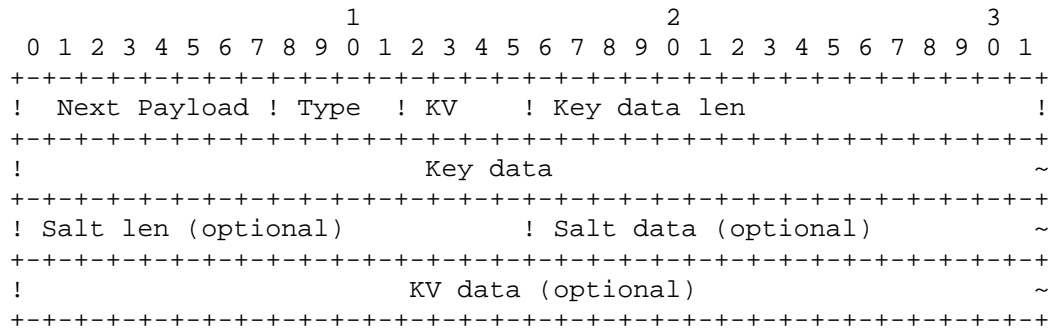 1                   2                   3
 0 1 2 3 4 5 6 7 8 9 0 1 2 3 4 5 6 7 8 9 0 1 2 3 4 5 6 7 8 9 0 1
+-+-+-+-+-+-+-+-+-+-+-+-+-+-+-+-+-+-+-+-+-+-+-+-+-+-+-+-+-+-+-+-+
!  Next Payload ! Type  ! KV    ! Key data len                  !
+-+-+-+-+-+-+-+-+-+-+-+-+-+-+-+-+-+-+-+-+-+-+-+-+-+-+-+-+-+-+-+-+
!                         Key data                              ~
+-+-+-+-+-+-+-+-+-+-+-+-+-+-+-+-+-+-+-+-+-+-+-+-+-+-+-+-+-+-+-+-+
! Salt len (optional)           ! Salt data (optional)          ~
+-+-+-+-+-+-+-+-+-+-+-+-+-+-+-+-+-+-+-+-+-+-+-+-+-+-+-+-+-+-+-+-+
!                        KV data (optional)                     ~
+-+-+-+-+-+-+-+-+-+-+-+-+-+-+-+-+-+-+-+-+-+-+-+-+-+-+-+-+-+-+-+-+